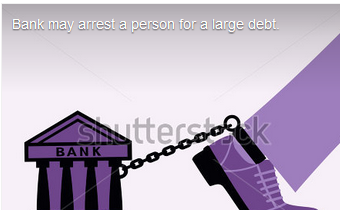 Bank may arrest a person for a large debt.
shutterstock
BANK